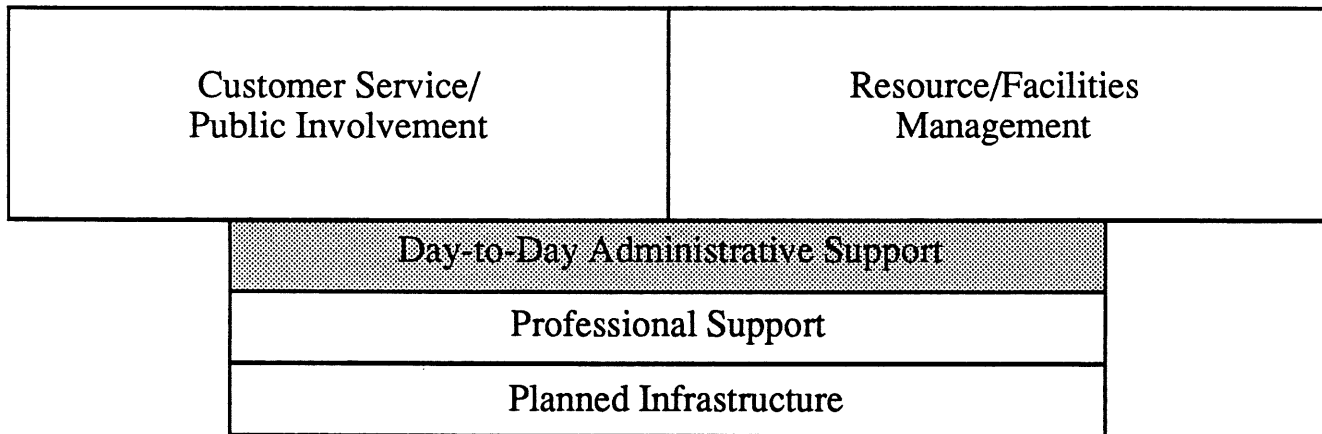 Customer Service/
Public Involvement
Resource/Facilities
Management
Day-to-Day Administrative Support
Professional Support
Planned Infrastructure